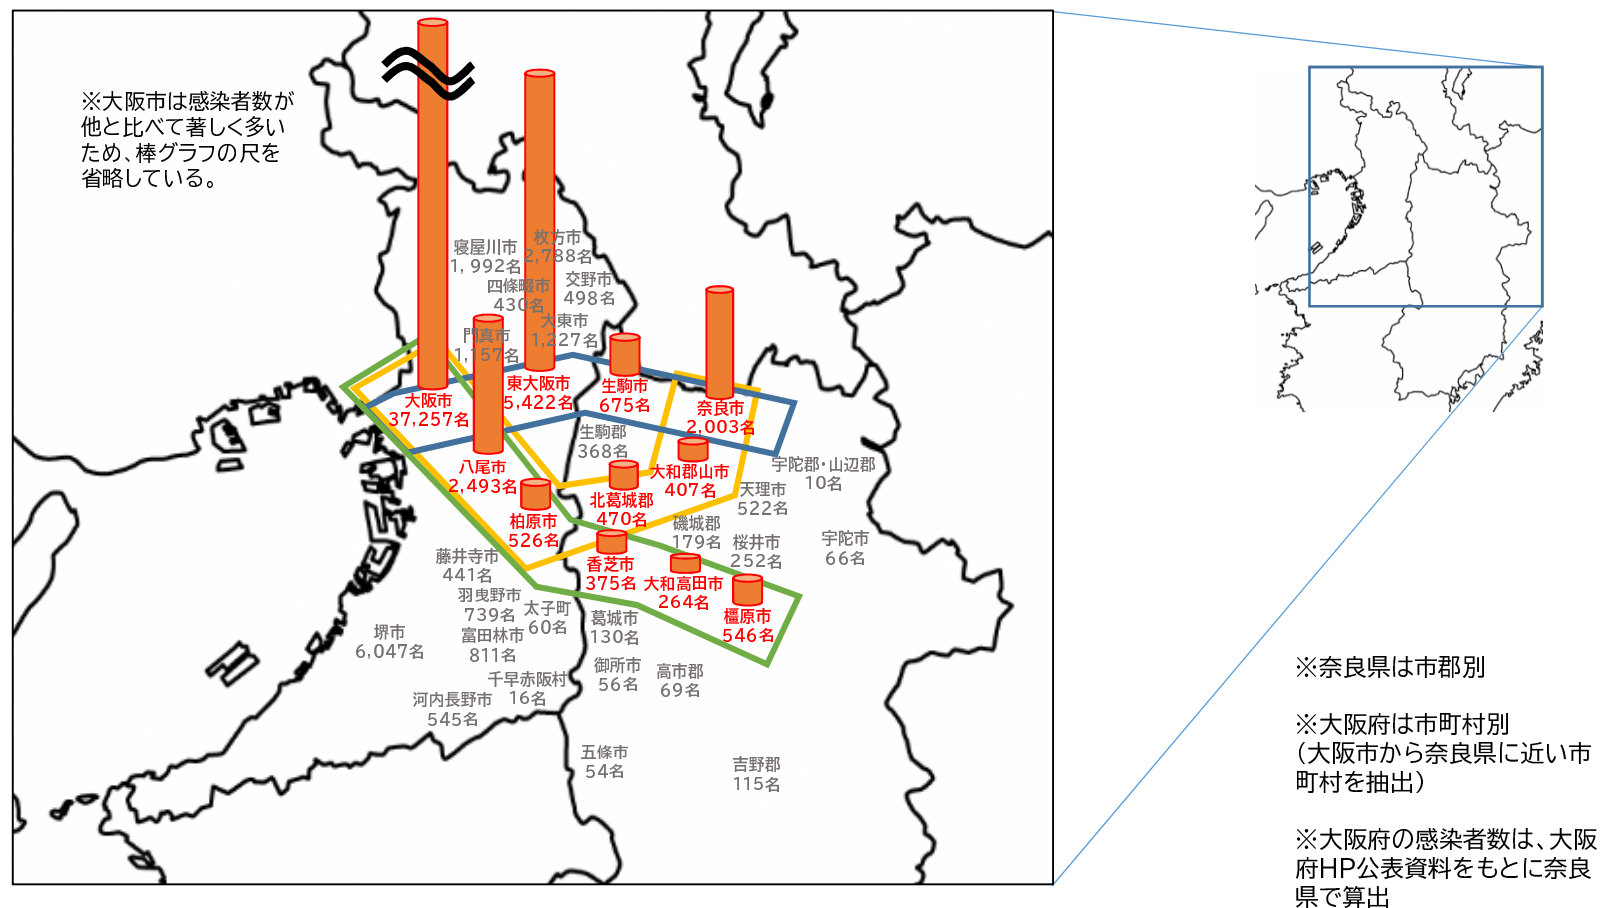 ※大阪市は感染者数が
他と比べて著しく多い
ため、棒グラフの尺を
省略している。
寝屋川市
1,992名
枚方市
2,788名
四條畷市
430名
交野市
498名
門真市
1,157名
大東市
1,227名
大阪市
37,257名
東大阪市
5,422名
生駒市
675名
奈良市
2,003名
生駒郡
368名
八尾市
2,493名
北葛城郡
470名
大和郡山市
407名
宇陀郡・山辺郡
10名
天理市
522名
柏原市
526名
磯城郡
179名
桜井市
252名
宇陀市
66名
藤井寺市
441名
香芝市
375名
大和高田市
264名
橿原市
546名
羽曳野市
739名
太子町
60名
葛城市
130名
堺市
6,047名
富田林市
811名
御所市
56名
高市郡
69名
千早赤阪村
16名
河内長野市
545名
五條市
54名
吉野郡
115名
※奈良県は市郡別
※大阪府は市町村別
(大阪市から奈良県に近い市
町村を抽出)
※大阪府の感染者数は、大阪
府HP公表資料をもとに奈良
県で算出